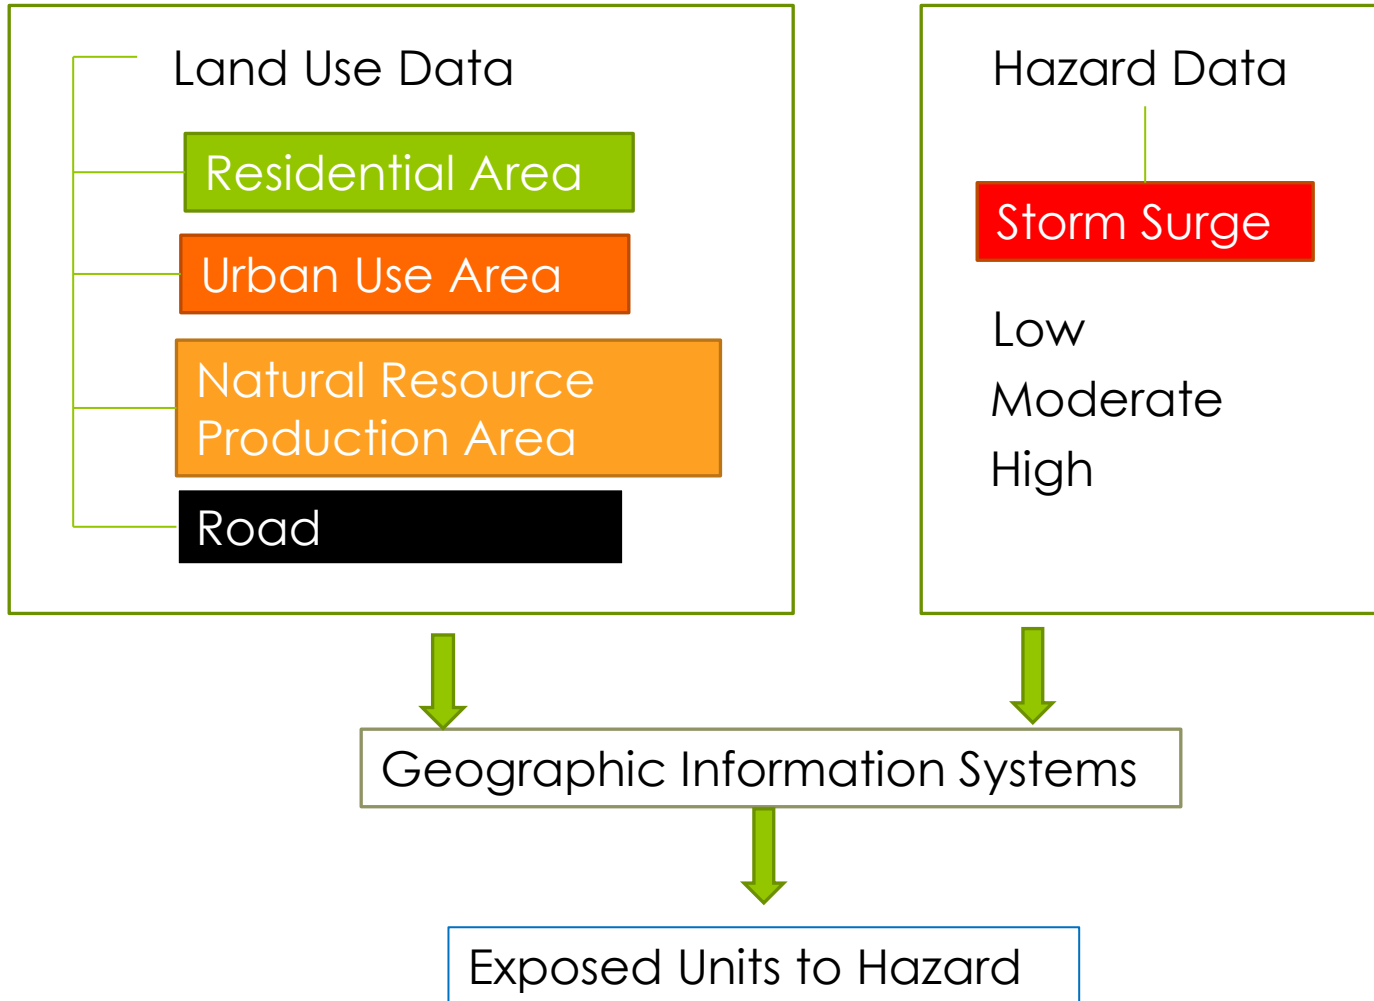 Land Use Data
Residential Area
Urban Use Area
Natural Resource
Production Area
Road
Hazard Data
Storm Surge
Low
Moderate
High
Geographic Information Systems
Exposed Units to Hazard